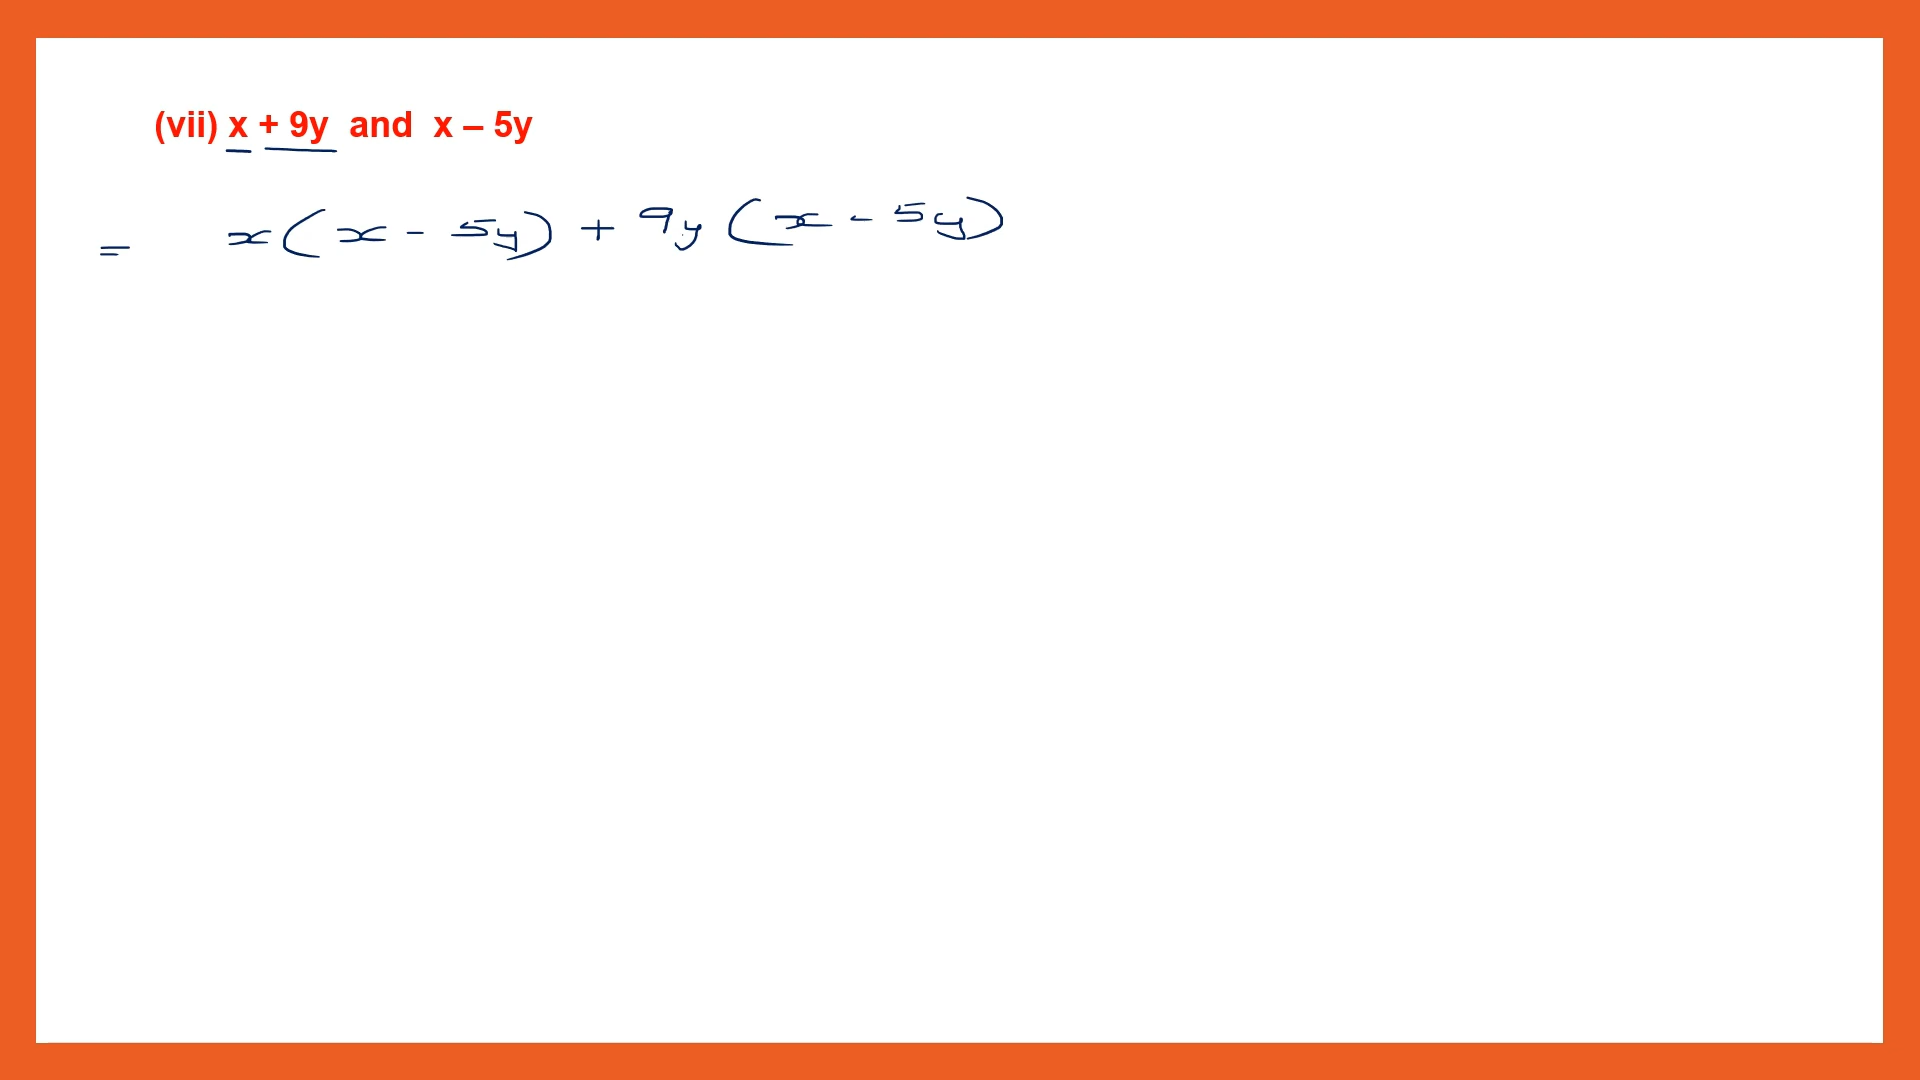 (vii) x + 9y and x – 5y
= x(x - 5y) + 9y (x - 5y)